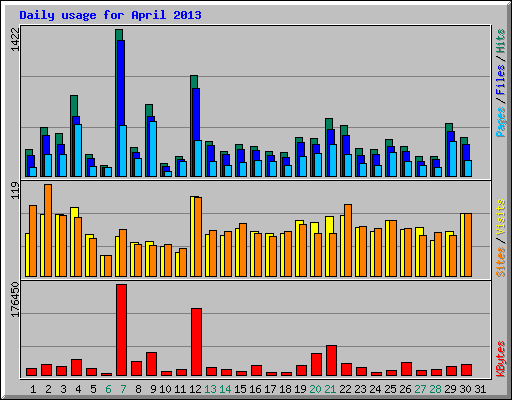 Daily usage for April 2013
1422
Pages / Files / Hits
119
Sites / Visits
176450
KBytes
1 2 3 4 5 6 7 8 9 10 11 12 13 14 15 16 17 18 19 20 21 22 23 24 25 26 27 28 29 30 31